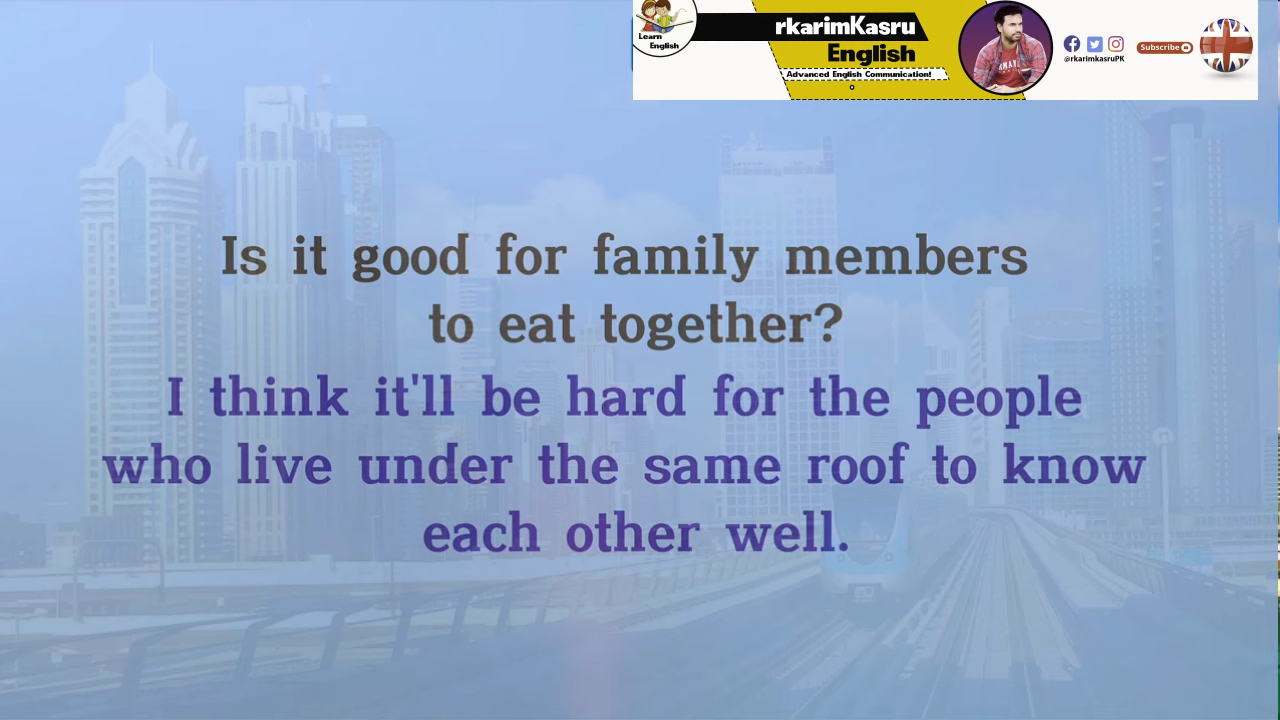 Learn
English
rkarimKasru
English
Advanced English Communication!
@rkarimkasruPK
Subscribe
Is it good for family members
to eat together?
I think it'll be hard for the people
who live under the same roof to know
each other well.